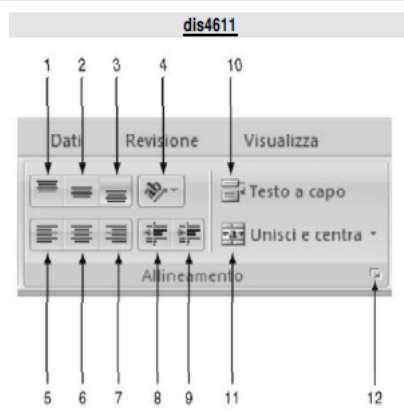 dis4611
1 2 3 4 10
Dati Revisione Visualizza
Testo a capo
Unisci e centra
Allineamento
5 6 7 8 9 11 12